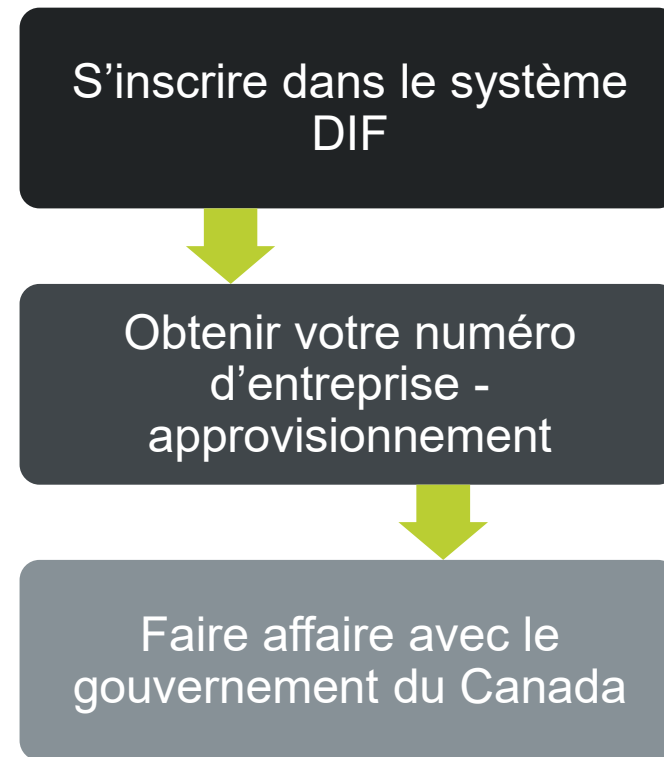 S’inscrire dans le système
DIF
Obtenir votre numéro
d’entreprise -
approvisionnement
Faire affaire avec le
gouvernement du Canada